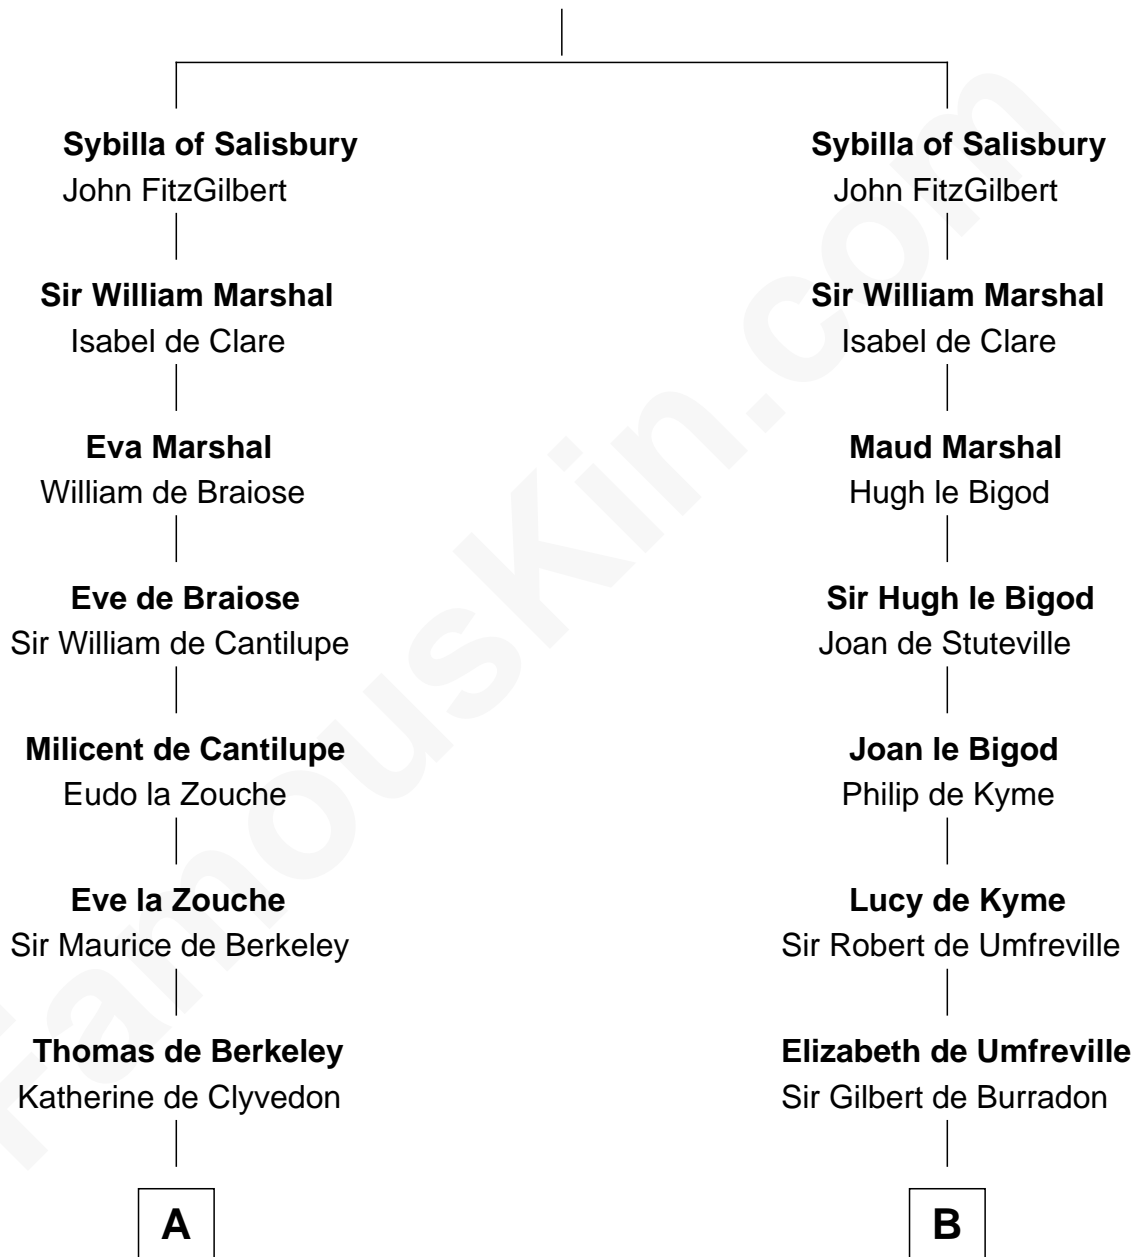 Sybilla of Salisbury
John FitzGilbert
Sir William Marshal
Isabel de Clare
Eva Marshal
William de Braiose
Eve de Braiose
Sir William de Cantilupe
Milicent de Cantilupe
Eudo la Zouche
Eve la Zouche
Sir Maurice de Berkeley
Thomas de Berkeley
Katherine de Clyvedon
A
Sybilla of Salisbury
John FitzGilbert
Sir William Marshal
Isabel de Clare
Maud Marshal
Hugh le Bigod
Sir Hugh le Bigod
Joan de Stuteville
Joan le Bigod
Philip de Kyme
Lucy de Kyme
Sir Robert de Umfreville
Elizabeth de Umfreville
Sir Gilbert de Burradon
B
FamousKin.com